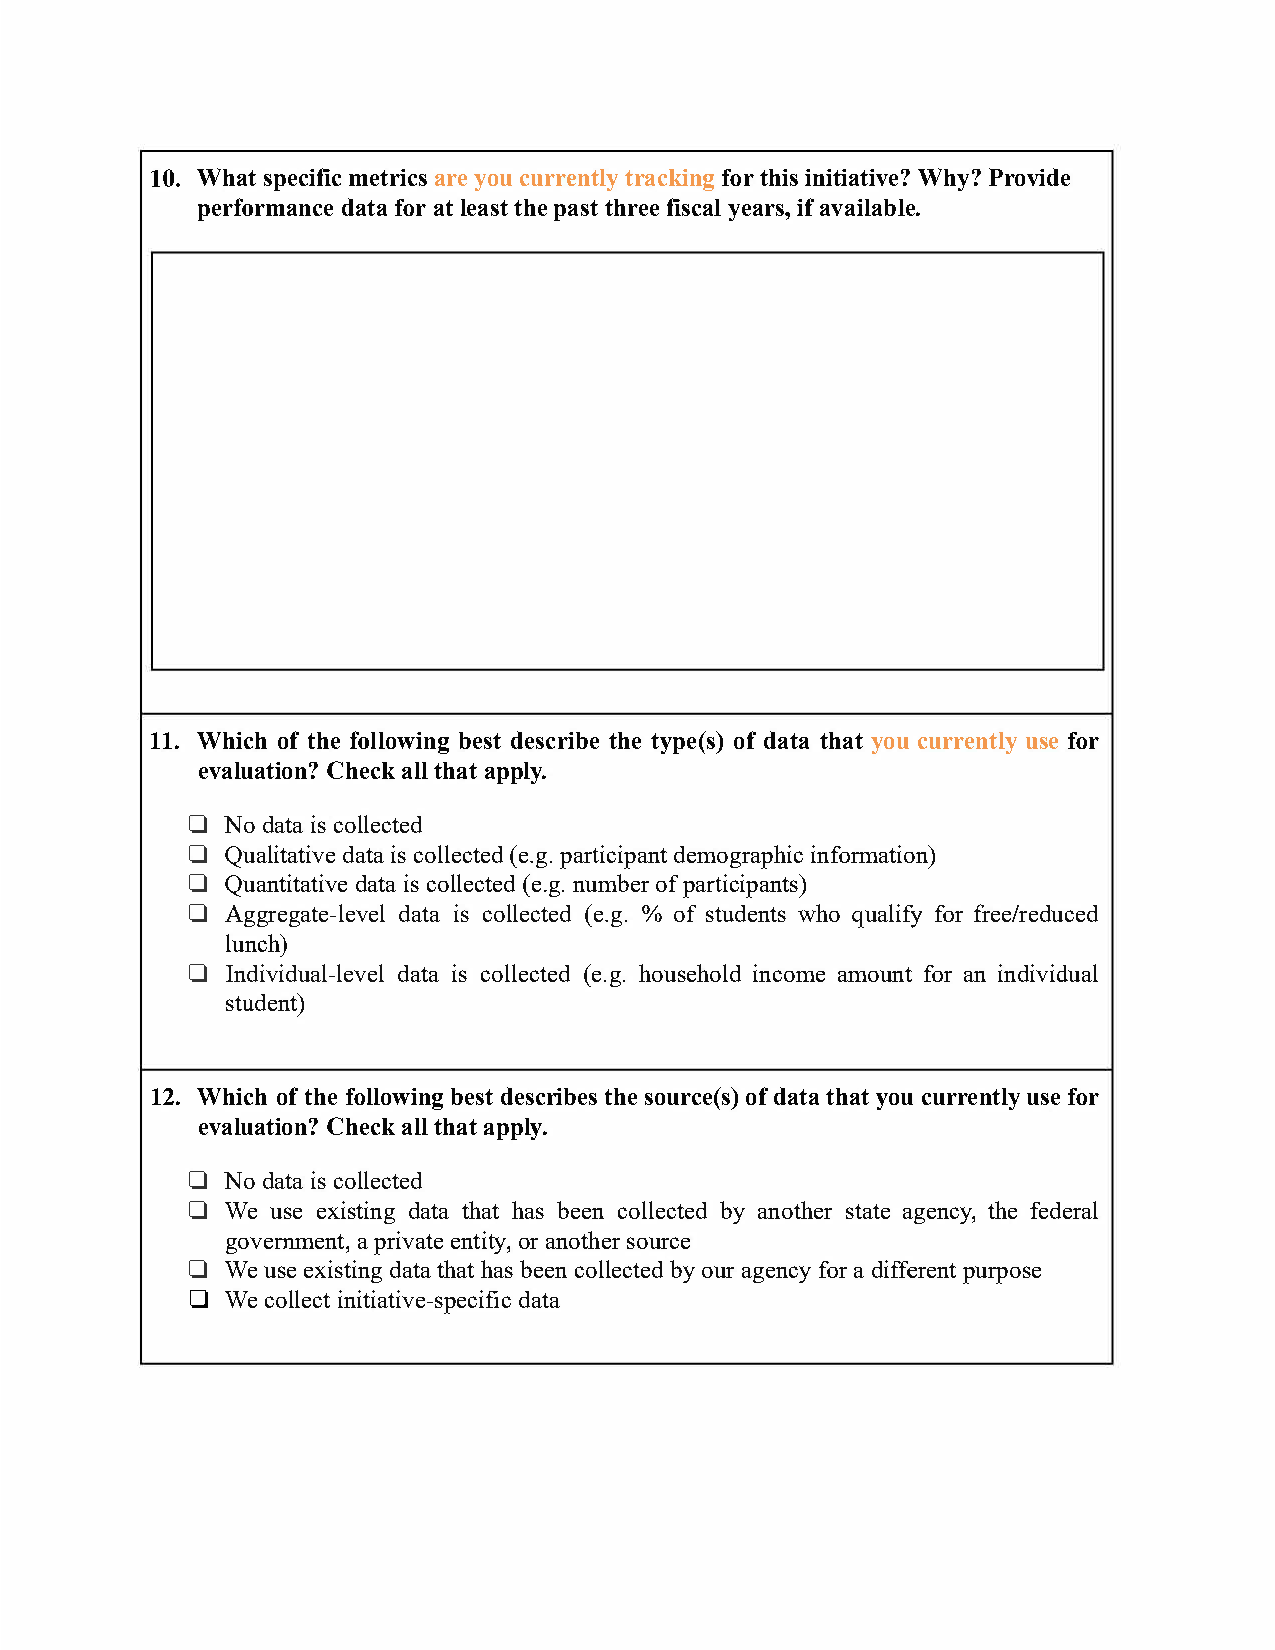 10. What specific metrics are you currently tracking for this initiative? Why? Provide
performance data for at least the past three fiscal years, if available.
11. Which of the following best describe the type(s) of data that you currently use for
evaluation? Check all that apply.
❏ No data is collected
❏ Qualitative data is collected (e.g. participant demographic information)
❏ Quantitative data is collected (e.g. number of participants)
❏ Aggregate-level data is collected (e.g. % of students who qualify for free/reduced
lunch)
❏ Individual-level data is collected (e.g. household income amount for an individual
student)
12. Which of the following best describes the source(s) of data that you currently use for
evaluation? Check all that apply.
❏ No data is collected
❏ We use existing data that has been collected by another state agency, the federal
government, a private entity, or another source
❏ We use existing data that has been collected by our agency for a different purpose
❏ We collect initiative-specific data